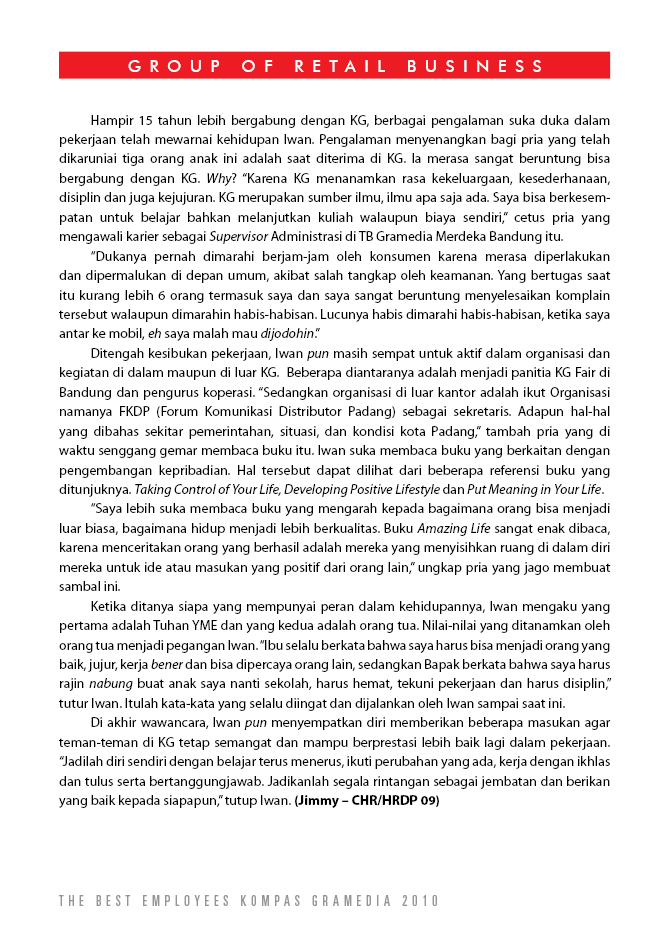 GROUP OF RETAIL BUSINESS
Hampir 15 tahun lebih bergabung dengan KG, berbagai pengalaman suka duka dalam
pekerjaan telah mewarnai kehidupan Iwan. Pengalaman menyenangkan bagi pria yang telah
dikaruniai tiga orang anak ini adalah saat diterima di KG. Ia merasa sangat beruntung bisa
bergabung dengan KG. Why? “Karena KG menanamkan rasa kekeluargaan, kesederhanaan,
disiplin dan juga kejujuran. KG merupakan sumber ilmu, ilmu apa saja ada. Saya bisa berkesem-
patan untuk belajar bahkan melanjutkan kuliah walaupun biaya sendiri,” cetus pria yang
mengawali karier sebagai Supervisor Administrasi di TB Gramedia Merdeka Bandung itu.
“Dukanya pernah dimarahi berjam-jam oleh konsumen karena merasa diperlakukan
dan dipermalukan di depan umum, akibat salah tangkap oleh keamanan. Yang bertugas saat
itu kurang lebih 6 orang termasuk saya dan saya sangat beruntung menyelesaikan komplain
tersebut walaupun dimarahin habis-habisan. Lucunya habis dimarahi habis-habisan, ketika saya
antar ke mobil, eh saya malah mau dijodohin.”
Ditengah kesibukan pekerjaan, Iwan pun masih sempat untuk aktif dalam organisasi dan
kegiatan di dalam maupun di luar KG. Beberapa diantaranya adalah menjadi panitia KG Fair di
Bandung dan pengurus koperasi. “Sedangkan organisasi di luar kantor adalah ikut Organisasi
namanya FKDP (Forum Komunikasi Distributor Padang) sebagai sekretaris. Adapun hal-hal
yang dibahas sekitar pemerintahan, situasi, dan kondisi kota Padang,” tambah pria yang di
waktu senggang gemar membaca buku itu. Iwan suka membaca buku yang berkaitan dengan
pengembangan kepribadian. Hal tersebut dapat dilihat dari beberapa referensi buku yang
ditunjuknya. Taking Control of Your Life, Developing Positive Lifestyle dan Put Meaning in Your Life.
“Saya lebih suka membaca buku yang mengarah kepada bagaimana orang bisa menjadi
luar biasa, bagaimana hidup menjadi lebih berkualitas. Buku Amazing Life sangat enak dibaca,
karena menceritakan orang yang berhasil adalah mereka yang menyisihkan ruang di dalam diri
mereka untuk ide atau masukan yang positif dari orang lain,” ungkap pria yang jago membuat
sambal ini.
Ketika ditanya siapa yang mempunyai peran dalam kehidupannya, Iwan mengaku yang
pertama adalah Tuhan YME dan yang kedua adalah orang tua. Nilai-nilai yang ditanamkan oleh
orang tua menjadi pegangan Iwan. “Ibu selalu berkata bahwa saya harus bisa menjadi orang yang
baik, jujur, kerja bener dan bisa dipercaya orang lain, sedangkan Bapak berkata bahwa saya harus
rajin nabung buat anak saya nanti sekolah, harus hemat, tekuni pekerjaan dan harus disiplin,”
tutur Iwan. Itulah kata-kata yang selalu diingat dan dijalankan oleh Iwan sampai saat ini.
Di akhir wawancara, Iwan pun menyempatkan diri memberikan beberapa masukan agar
teman-teman di KG tetap semangat dan mampu berprestasi lebih baik lagi dalam pekerjaan.
“Jadilah diri sendiri dengan belajar terus menerus, ikuti perubahan yang ada, kerja dengan ikhlas
dan tulus serta bertanggungjawab. Jadikanlah segala rintangan sebagai jembatan dan berikan
yang baik kepada siapapun,” tutup Iwan. (Jimmy – CHR/HRDP 09)
THE BEST EMPLOYEES KOMPAS GRAMEDIA 2010